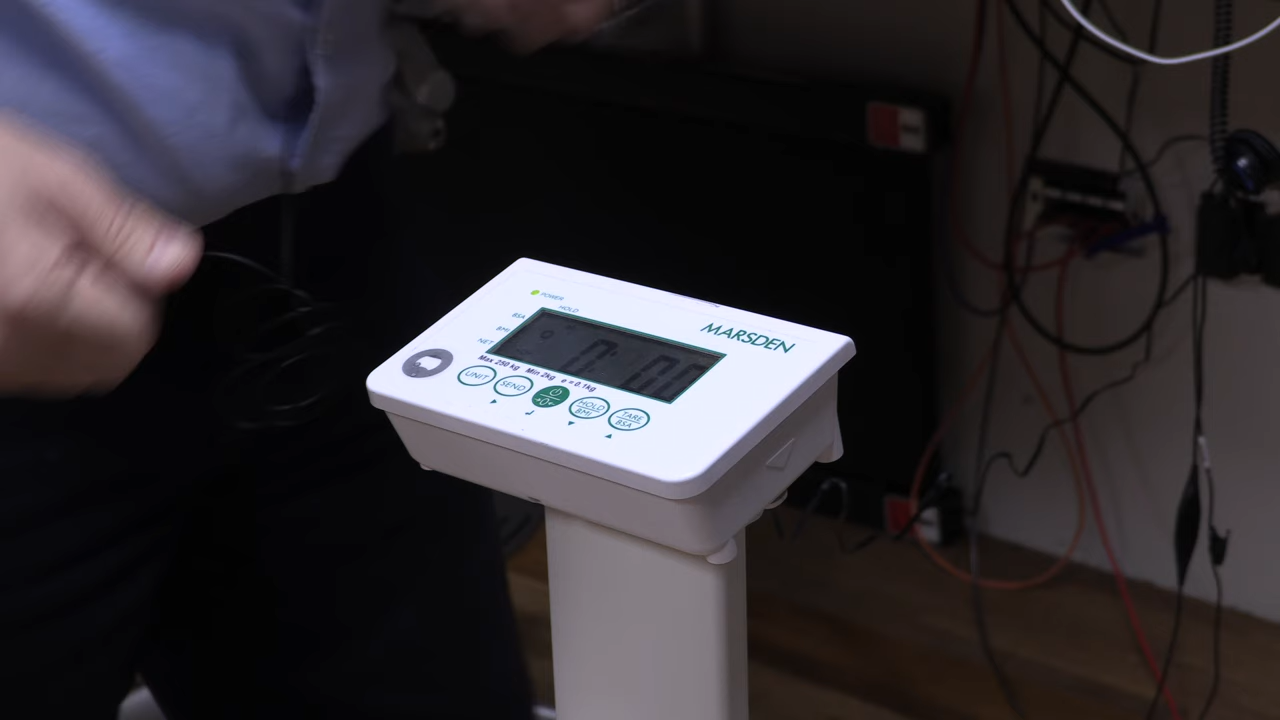 POWER
HOLD
BSA
BMI
NET
MARSDEN
Max 250 kg Min 2kg e = 0.1kg
UNIT
SEND
→0←
HOLD
BMI
TARE
BSA